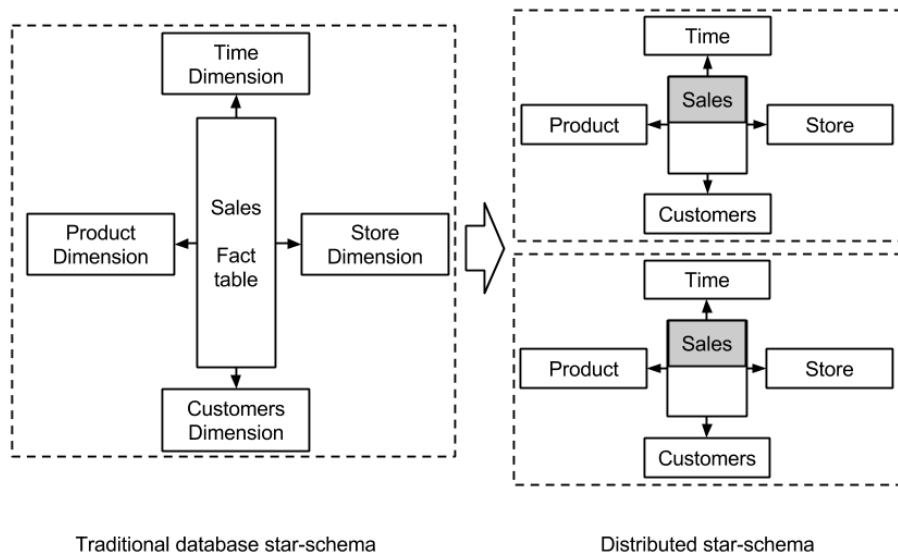 Time
Dimension
Product
Dimension
Sales
Fact
table
Store
Dimension
Customers
Dimension
Time
Sales
Product
Store
Customers
Time
Sales
Product
Store
Customers
Traditional database star-schema
Distributed star-schema